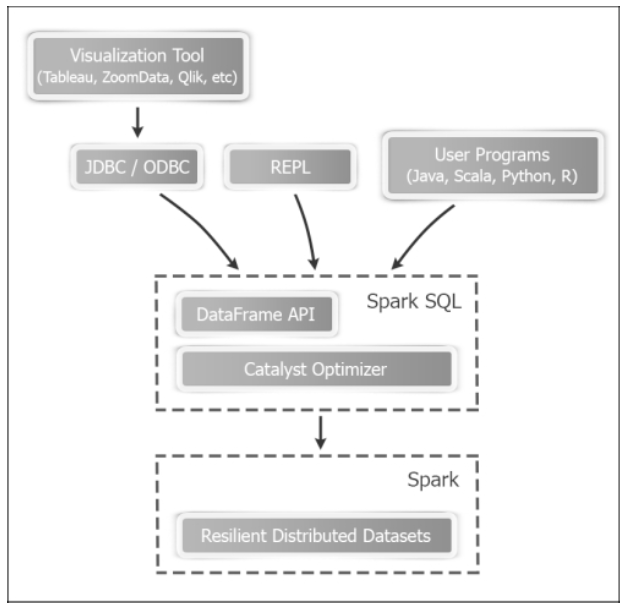 Visualization Tool
(Tableau, ZoomData, Qlik, etc)
JDBC / ODBC
REPL
User Programs
(Java, Scala, Python, R)
Spark SQL
DataFrame API
Catalyst Optimizer
Spark
Resilient Distributed Datasets